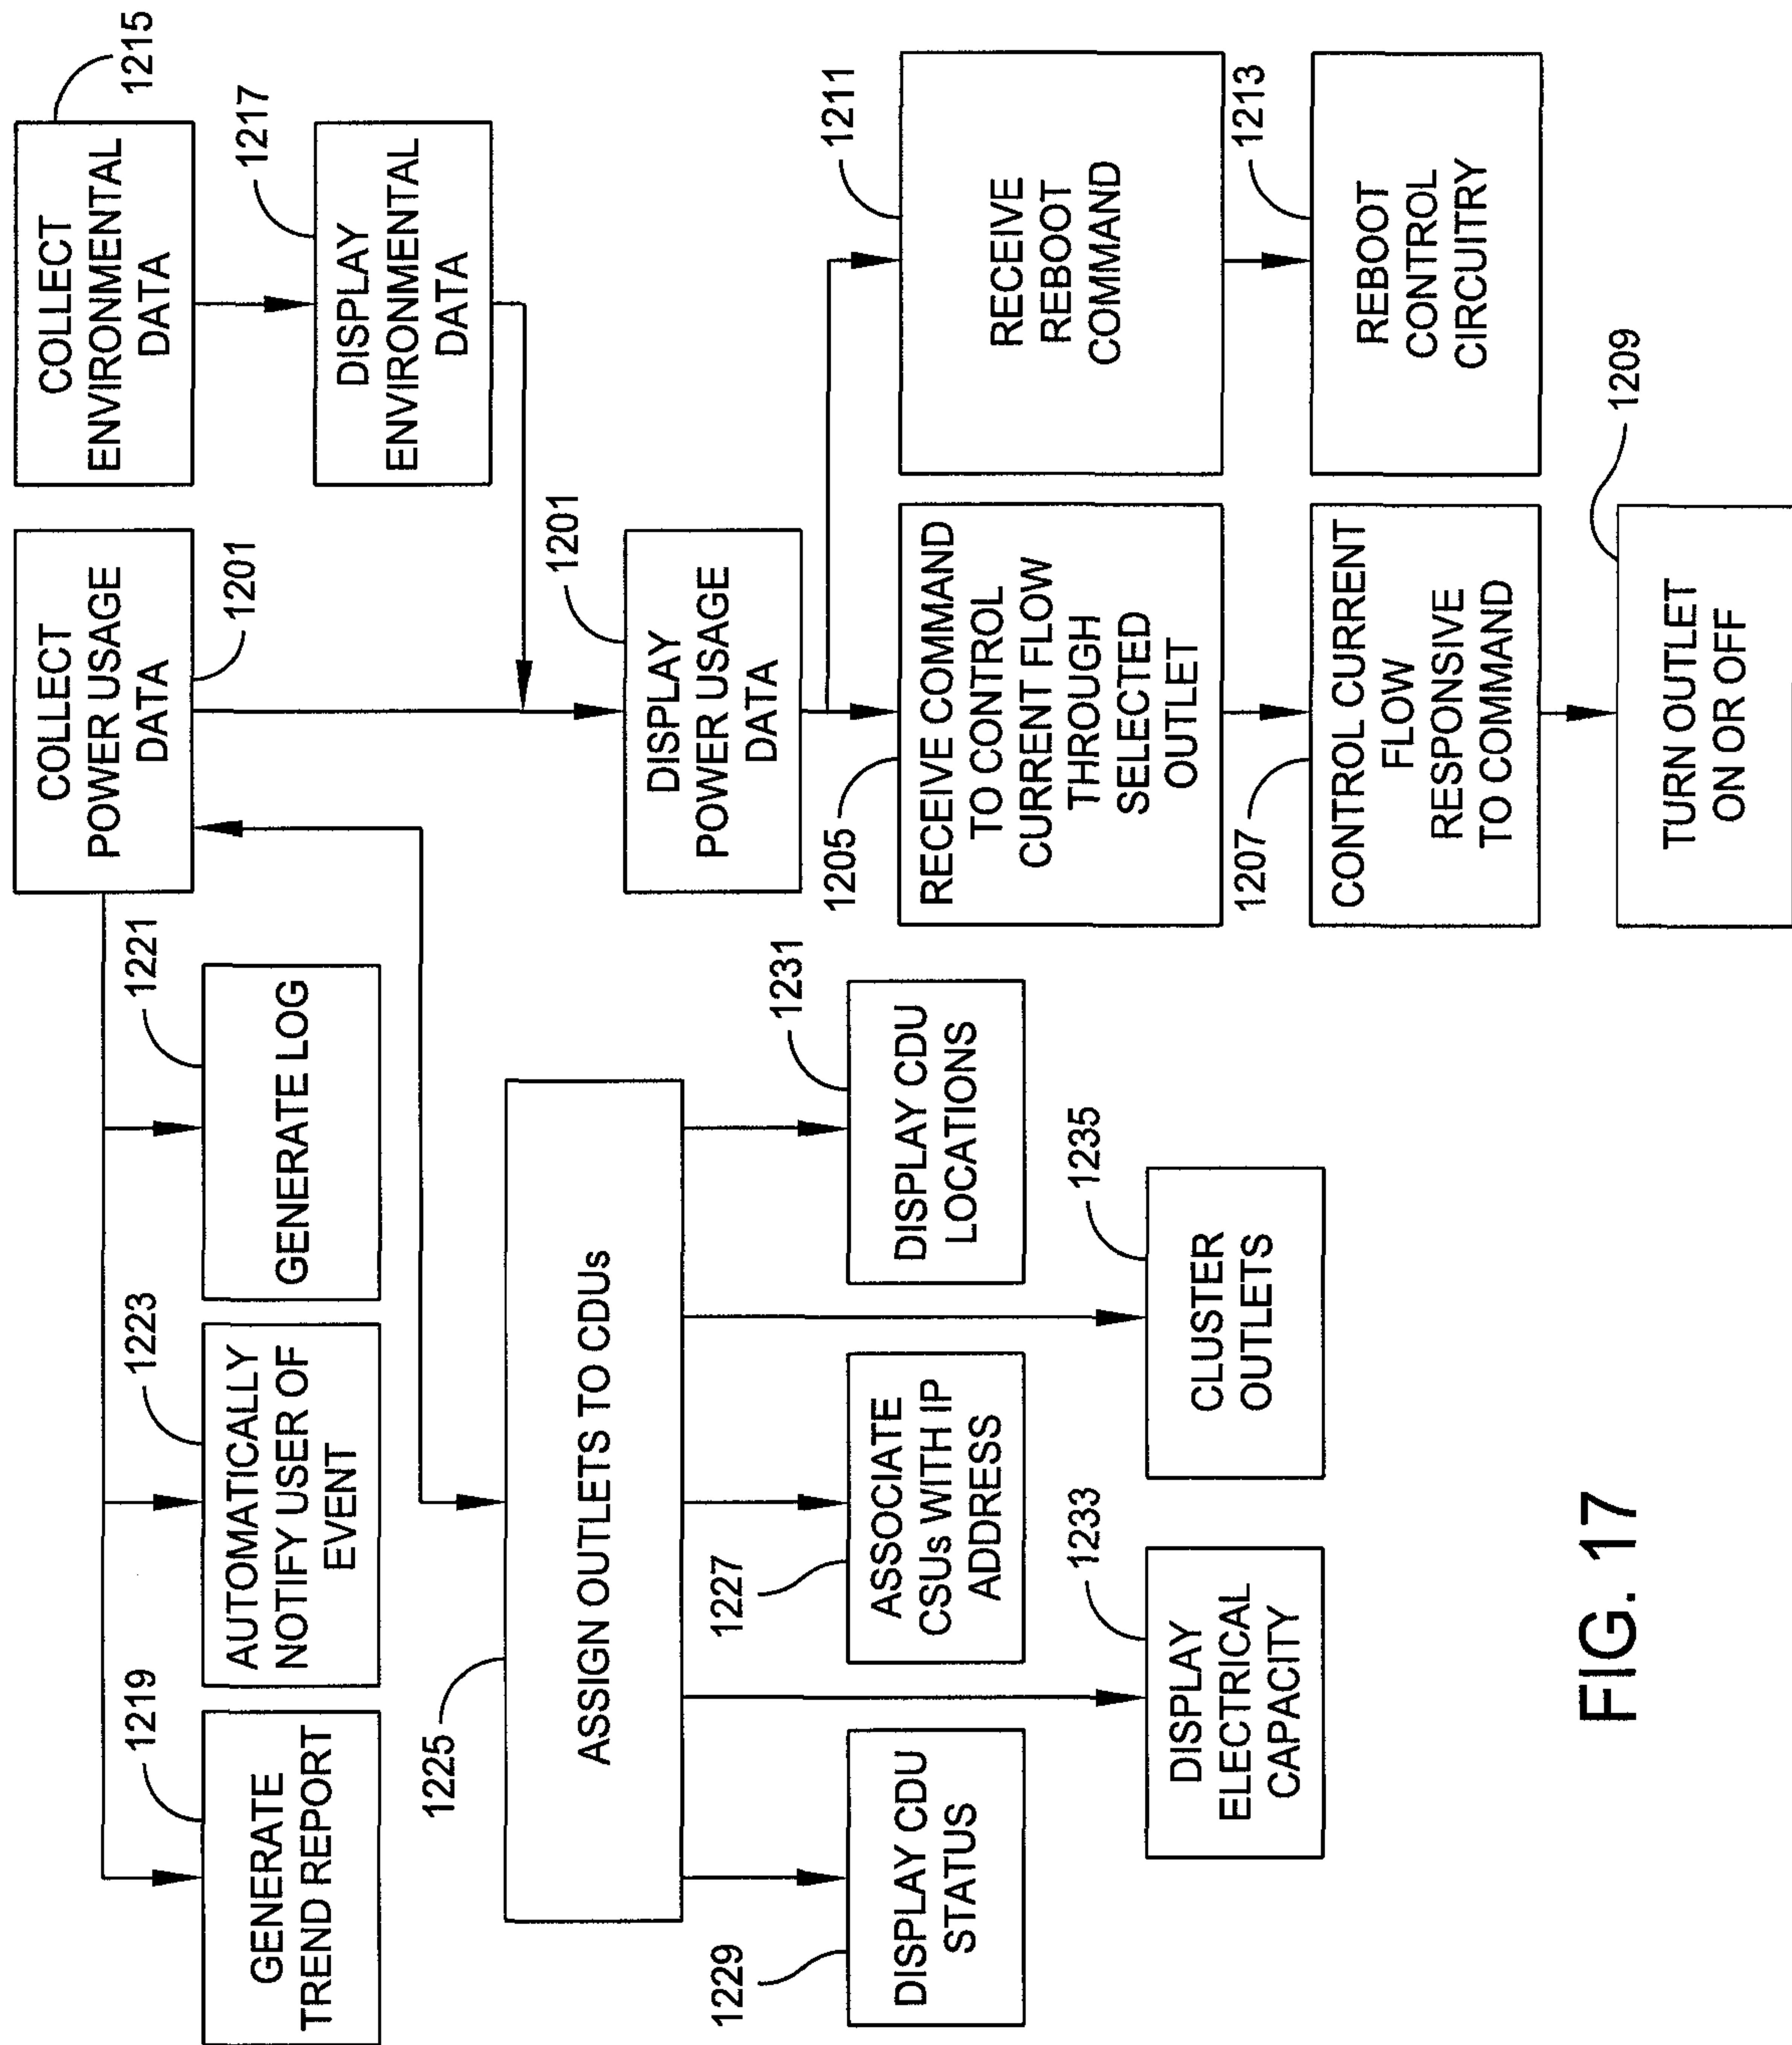 COLLECT
POWER USAGE
DATA
1201
COLLECT
ENVIRONMENTAL
DATA
1215
GENERATE
TREND REPORT
1219
AUTOMATICALLY
NOTIFY USER OF
EVENT
1223
GENERATE LOG
1221
DISPLAY
ENVIRONMENTAL
DATA
1217
ASSIGN OUTLETS TO CDUs
1225
DISPLAY
POWER USAGE
DATA
1201
DISPLAY CDU
STATUS
1229
ASSOCIATE
CSUs WITH IP
ADDRESS
1227
DISPLAY CDU
LOCATIONS
1231
RECEIVE COMMAND
TO CONTROL
CURRENT FLOW
THROUGH
SELECTED
OUTLET
1205
RECEIVE
REBOOT
COMMAND
1211
DISPLAY
ELECTRICAL
CAPACITY
1233
CLUSTER
OUTLETS
1235
CONTROL CURRENT
FLOW
RESPONSIVE
TO COMMAND
1207
REBOOT
CONTROL
CIRCUITRY
1213
TURN OUTLET
ON OR OFF
1209
FIG. 17